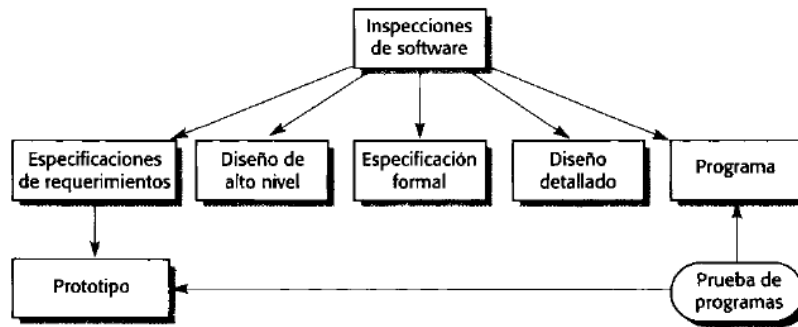 Inspecciones
de software
Especificaciones
de requerimientos
Diseño de
alto nivel
Especificación
formal
Diseño
detallado
Programa
Prototipo
Prueba de
programas